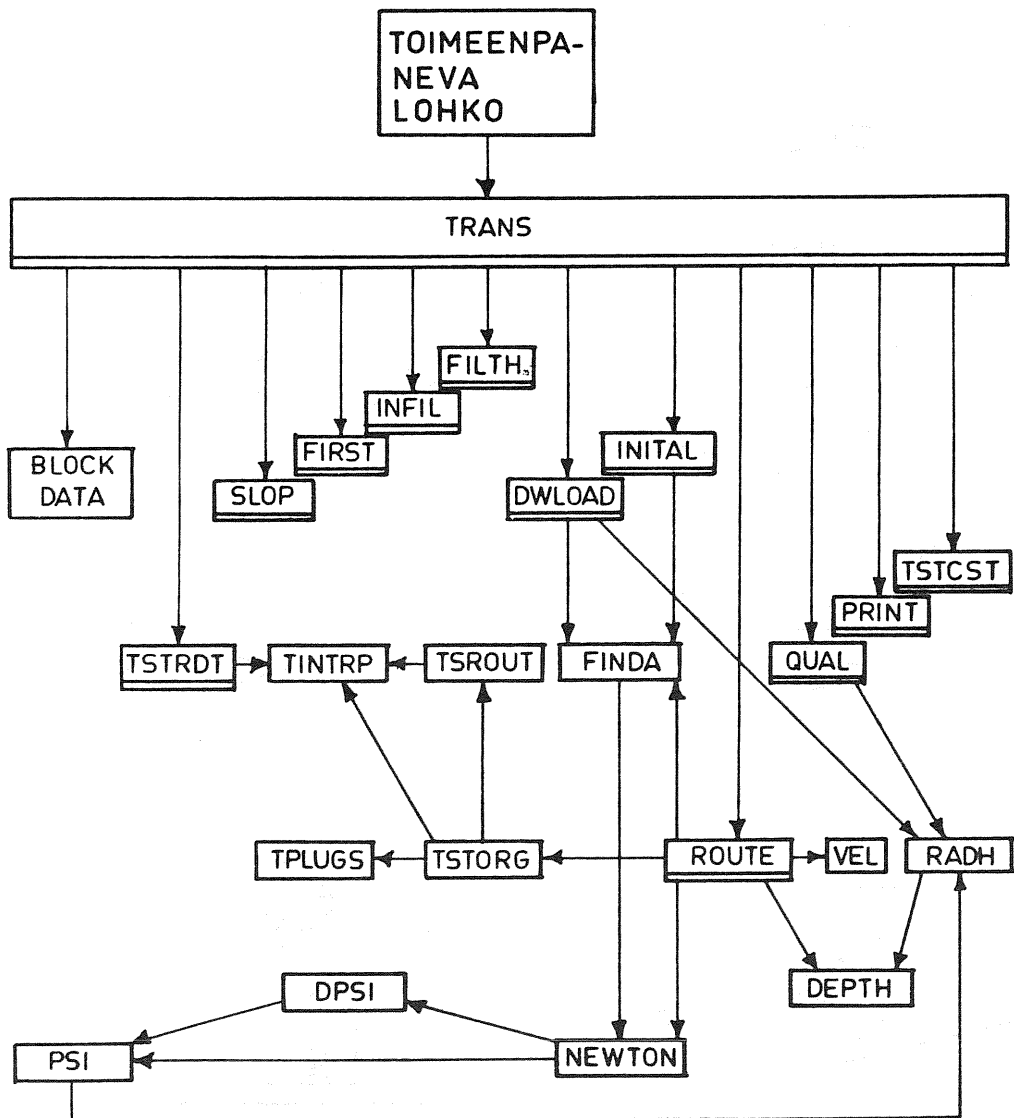 TOIMEENPA-
NEVA
LOHKO
TRANS
FILTH
INFIL
FIRST
INITAL
BLOCK
DATA
SLOP
DWLOAD
TSTCST
PRINT
TSTRDT
TINTRP
TSROUT
FINDA
QUAL
TPLUGS
TSTORG
ROUTE
VEL
RADH
DPSI
DEPTH
PSI
NEWTON